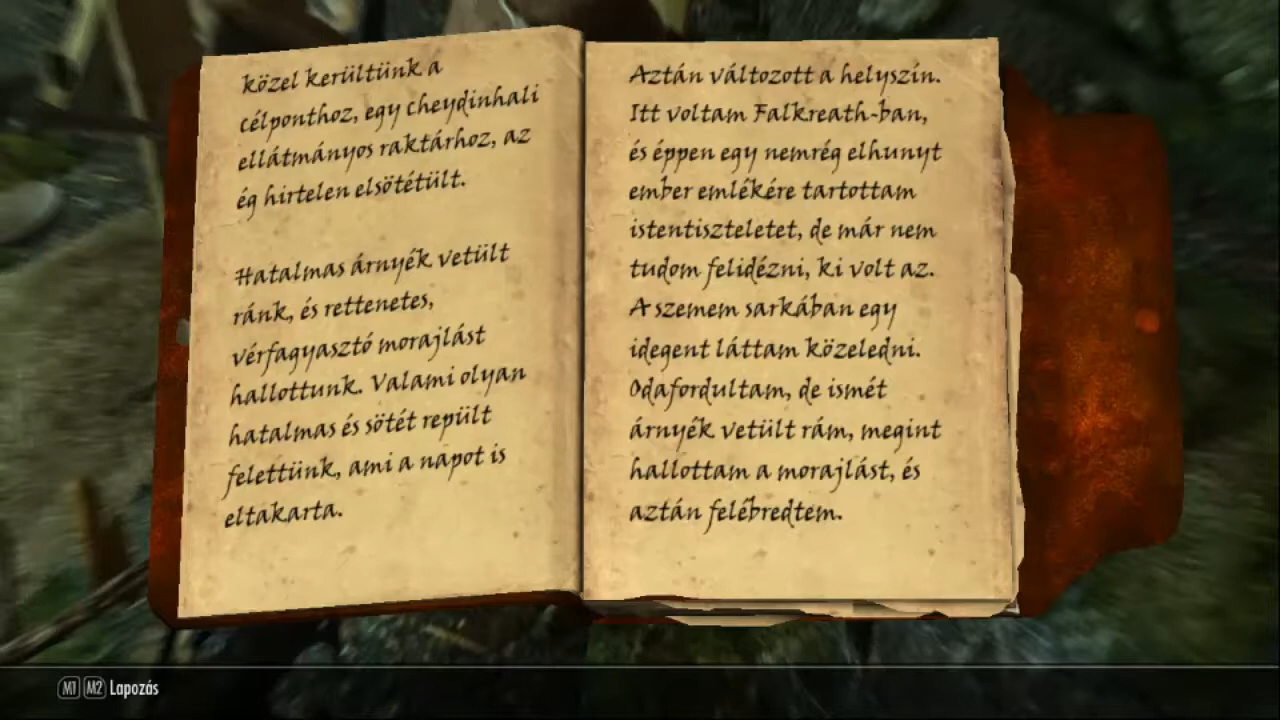 közel kerültünk a
célponthoz, egy cheydinhali
ellátmányos raktárhoz, az
ég hirtelen elsötétült.
Hatalmas árnyék vetült
ránk, és rettenetes,
vérfagyasztó morajlást
hallottunk. Valami olyan
hatalmas és sötét repült
felettünk, ami a napot is
eltakarta.
Aztán változott a helyszín.
Itt voltam Falkreath-ban,
és éppen egy nemrég elhunyt
ember emlékére tartottam
istentiszteletet, de már nem
tudom felidézni, ki volt az.
A szemem sarkában egy
idegent láttam közeledni.
Odafordultam, de ismét
árnyék vetült rám, megint
hallottam a morajlást, és
aztán felébredtem.
M1 M2 Lapozás